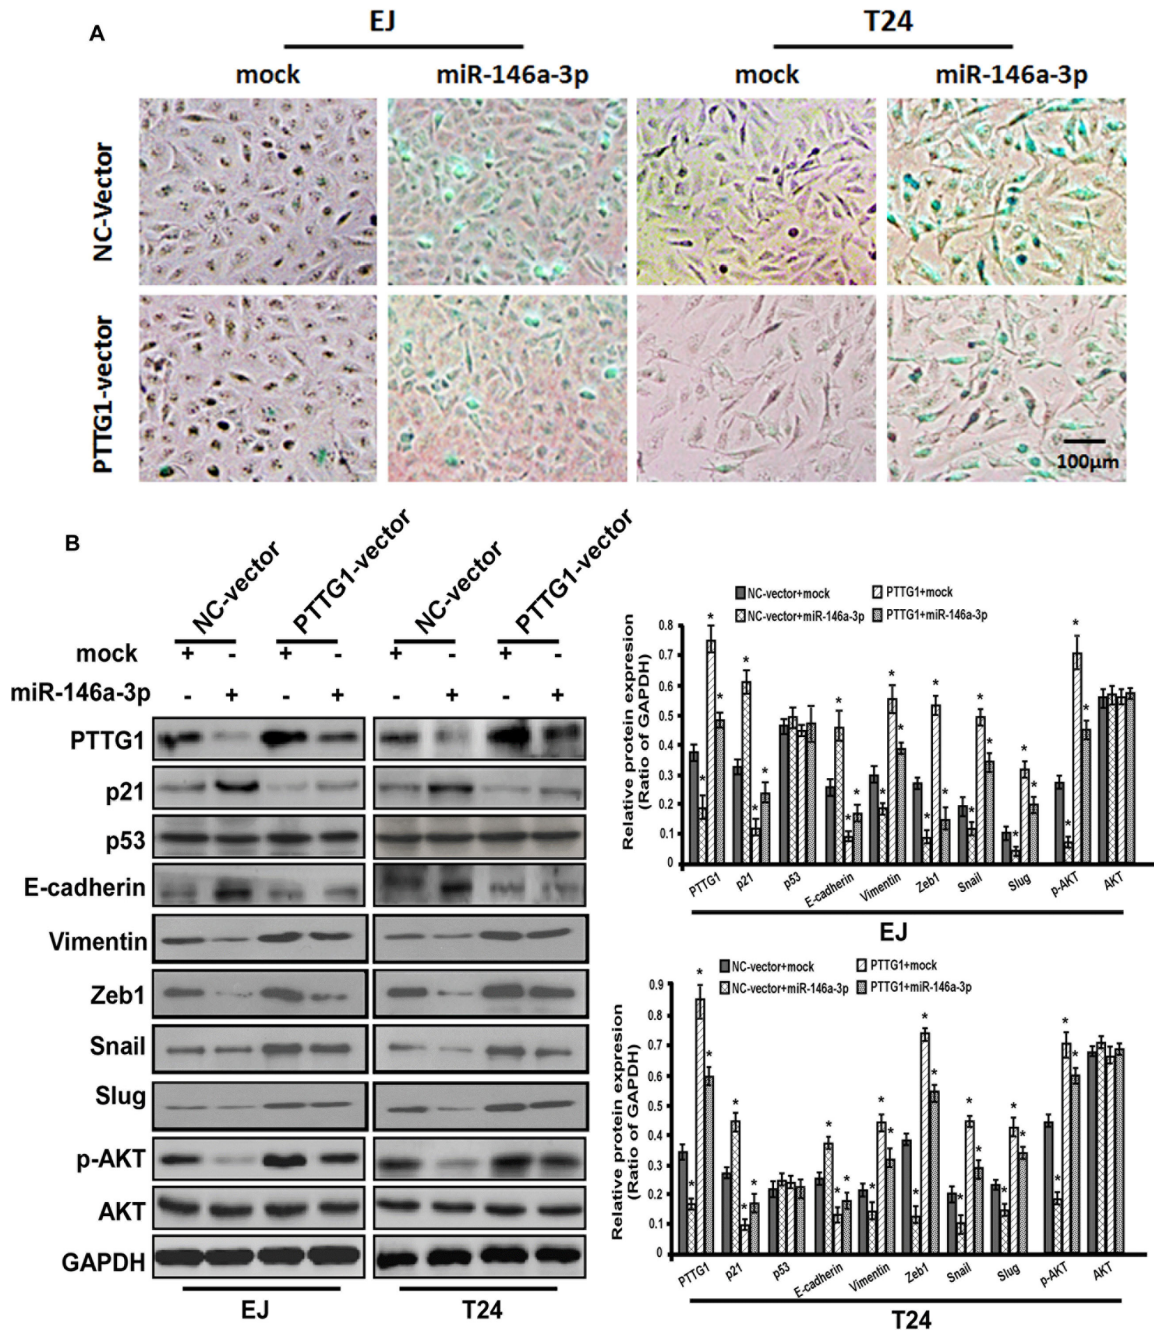 A
EJ
T24
mock
miR-146a-3p
mock
miR-146a-3p
NC-Vector
PTTG1-vector
100μm
B
NC-vector
PTTG1-vector
NC-vector
PTTG1-vector
mock + - + - + - + -
miR-146a-3p - + - + - + - +
PTTG1
p21
p53
E-cadherin
Vimentin
Zeb1
Snail
Slug
p-AKT
AKT
GAPDH
EJ
T24
NC-vector+mock
PTTG1+mock
NC-vector+miR-146a-3p
PTTG1+miR-146a-3p
Relative protein expresion
(Ratio of GAPDH)
0.8
0.7
0.6
0.5
0.4
0.3
0.2
0.1
0
* * * * * * * * * * * * * * * * * * * * * * * *
PTTG1 p21 p53 E-cadherin Vimentin Zeb1 Snail Slug p-AKT AKT
EJ
NC-vector+mock
PTTG1+mock
NC-vector+miR-146a-3p
PTTG1+miR-146a-3p
Relative protein expresion
(Ratio of GAPDH)
0.9
0.8
0.7
0.6
0.5
0.4
0.3
0.2
0.1
0
* * * * * * * * * * * * * * * * * * * * * * * *
PTTG1 p21 p53 E-cadherin Vimentin Zeb1 Snail Slug p-AKT AKT
T24